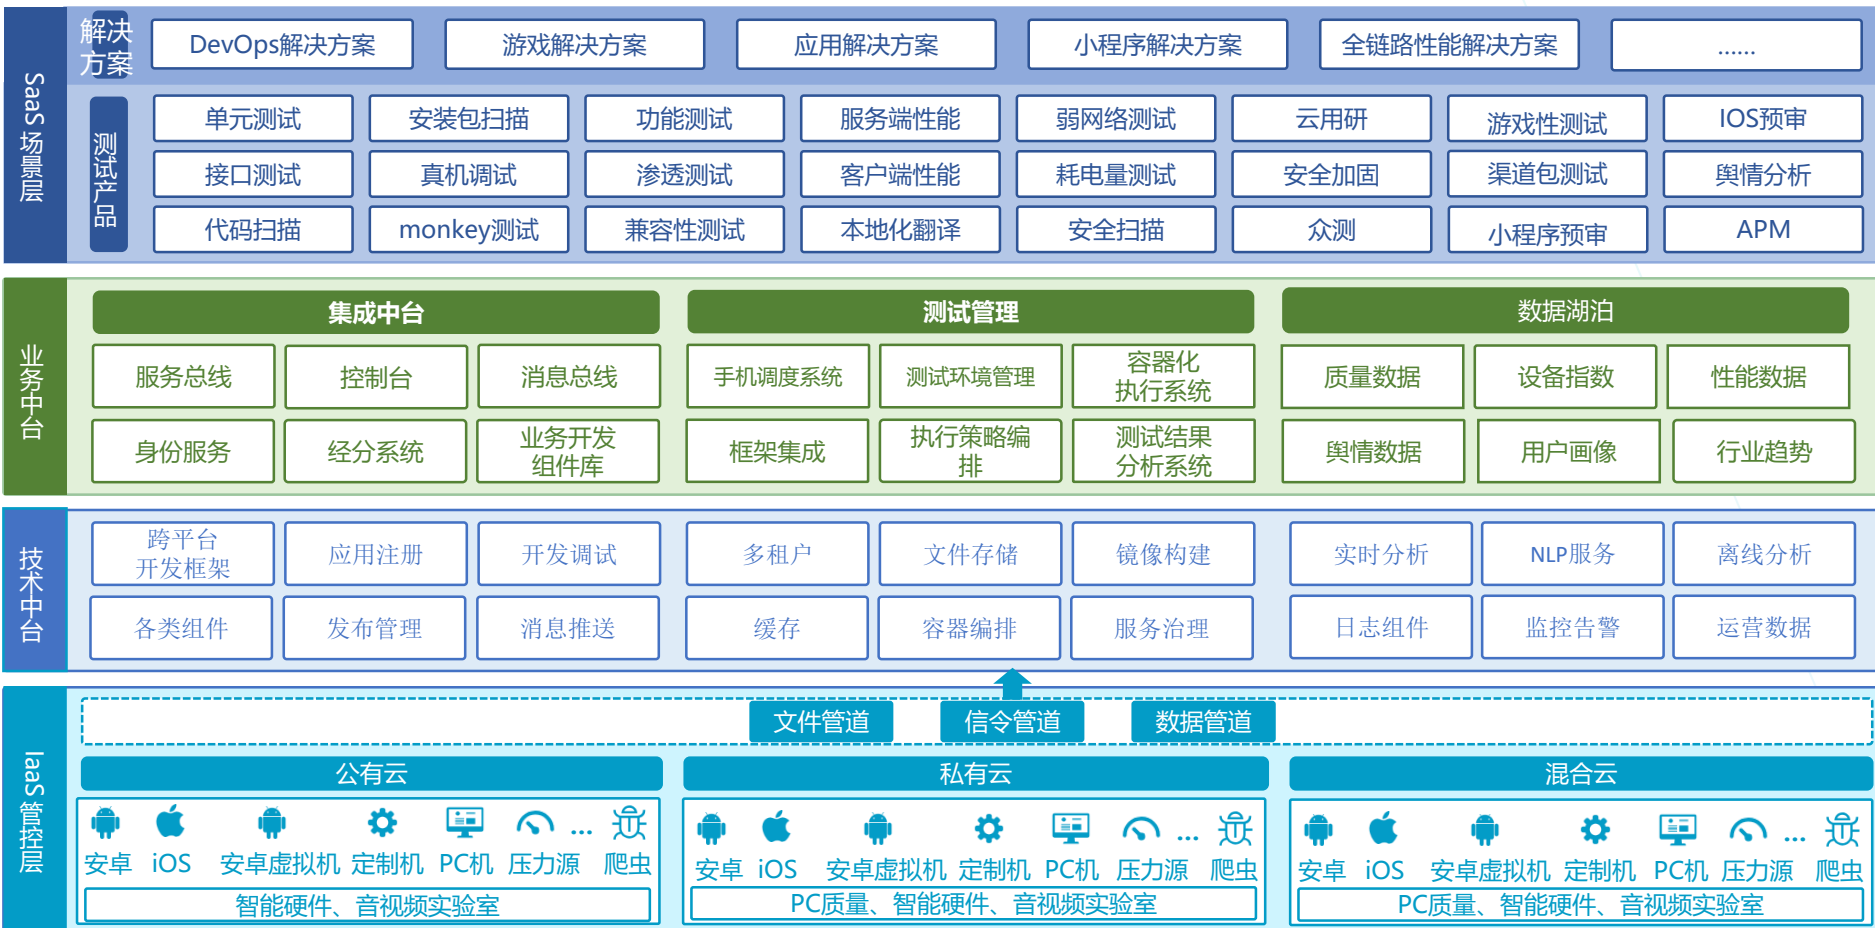 SaaS场景层
解决
方案
DevOps解决方案
游戏解决方案
应用解决方案
小程序解决方案
全链路性能解决方案
......
测试产品
单元测试
安装包扫描
功能测试
服务端性能
弱网络测试
云用研
游戏性测试
IOS预审
接口测试
真机调试
渗透测试
客户端性能
耗电量测试
安全加固
渠道包测试
舆情分析
代码扫描
monkey测试
兼容性测试
本地化翻译
安全扫描
众测
小程序预审
APM
业务中台
集成中台
测试管理
数据湖泊
服务总线
控制台
消息总线
手机调度系统
测试环境管理
容器化
执行系统
质量数据
设备指数
性能数据
身份服务
经分系统
业务开发
组件库
框架集成
执行策略编
排
测试结果
分析系统
舆情数据
用户画像
行业趋势
技术中台
跨平台
开发框架
应用注册
开发调试
多租户
文件存储
镜像构建
实时分析
NLP服务
离线分析
各类组件
发布管理
消息推送
缓存
容器编排
服务治理
日志组件
监控告警
运营数据
IaaS管控层
文件管道
信令管道
数据管道
公有云
私有云
混合云
...
安卓
iOS
安卓虚拟机
定制机
PC机
压力源
爬虫
智能硬件、音视频实验室
...
安卓
iOS
安卓虚拟机
定制机
PC机
压力源
爬虫
PC质量、智能硬件、音视频实验室
...
安卓
iOS
安卓虚拟机
定制机
PC机
压力源
爬虫
PC质量、智能硬件、音视频实验室